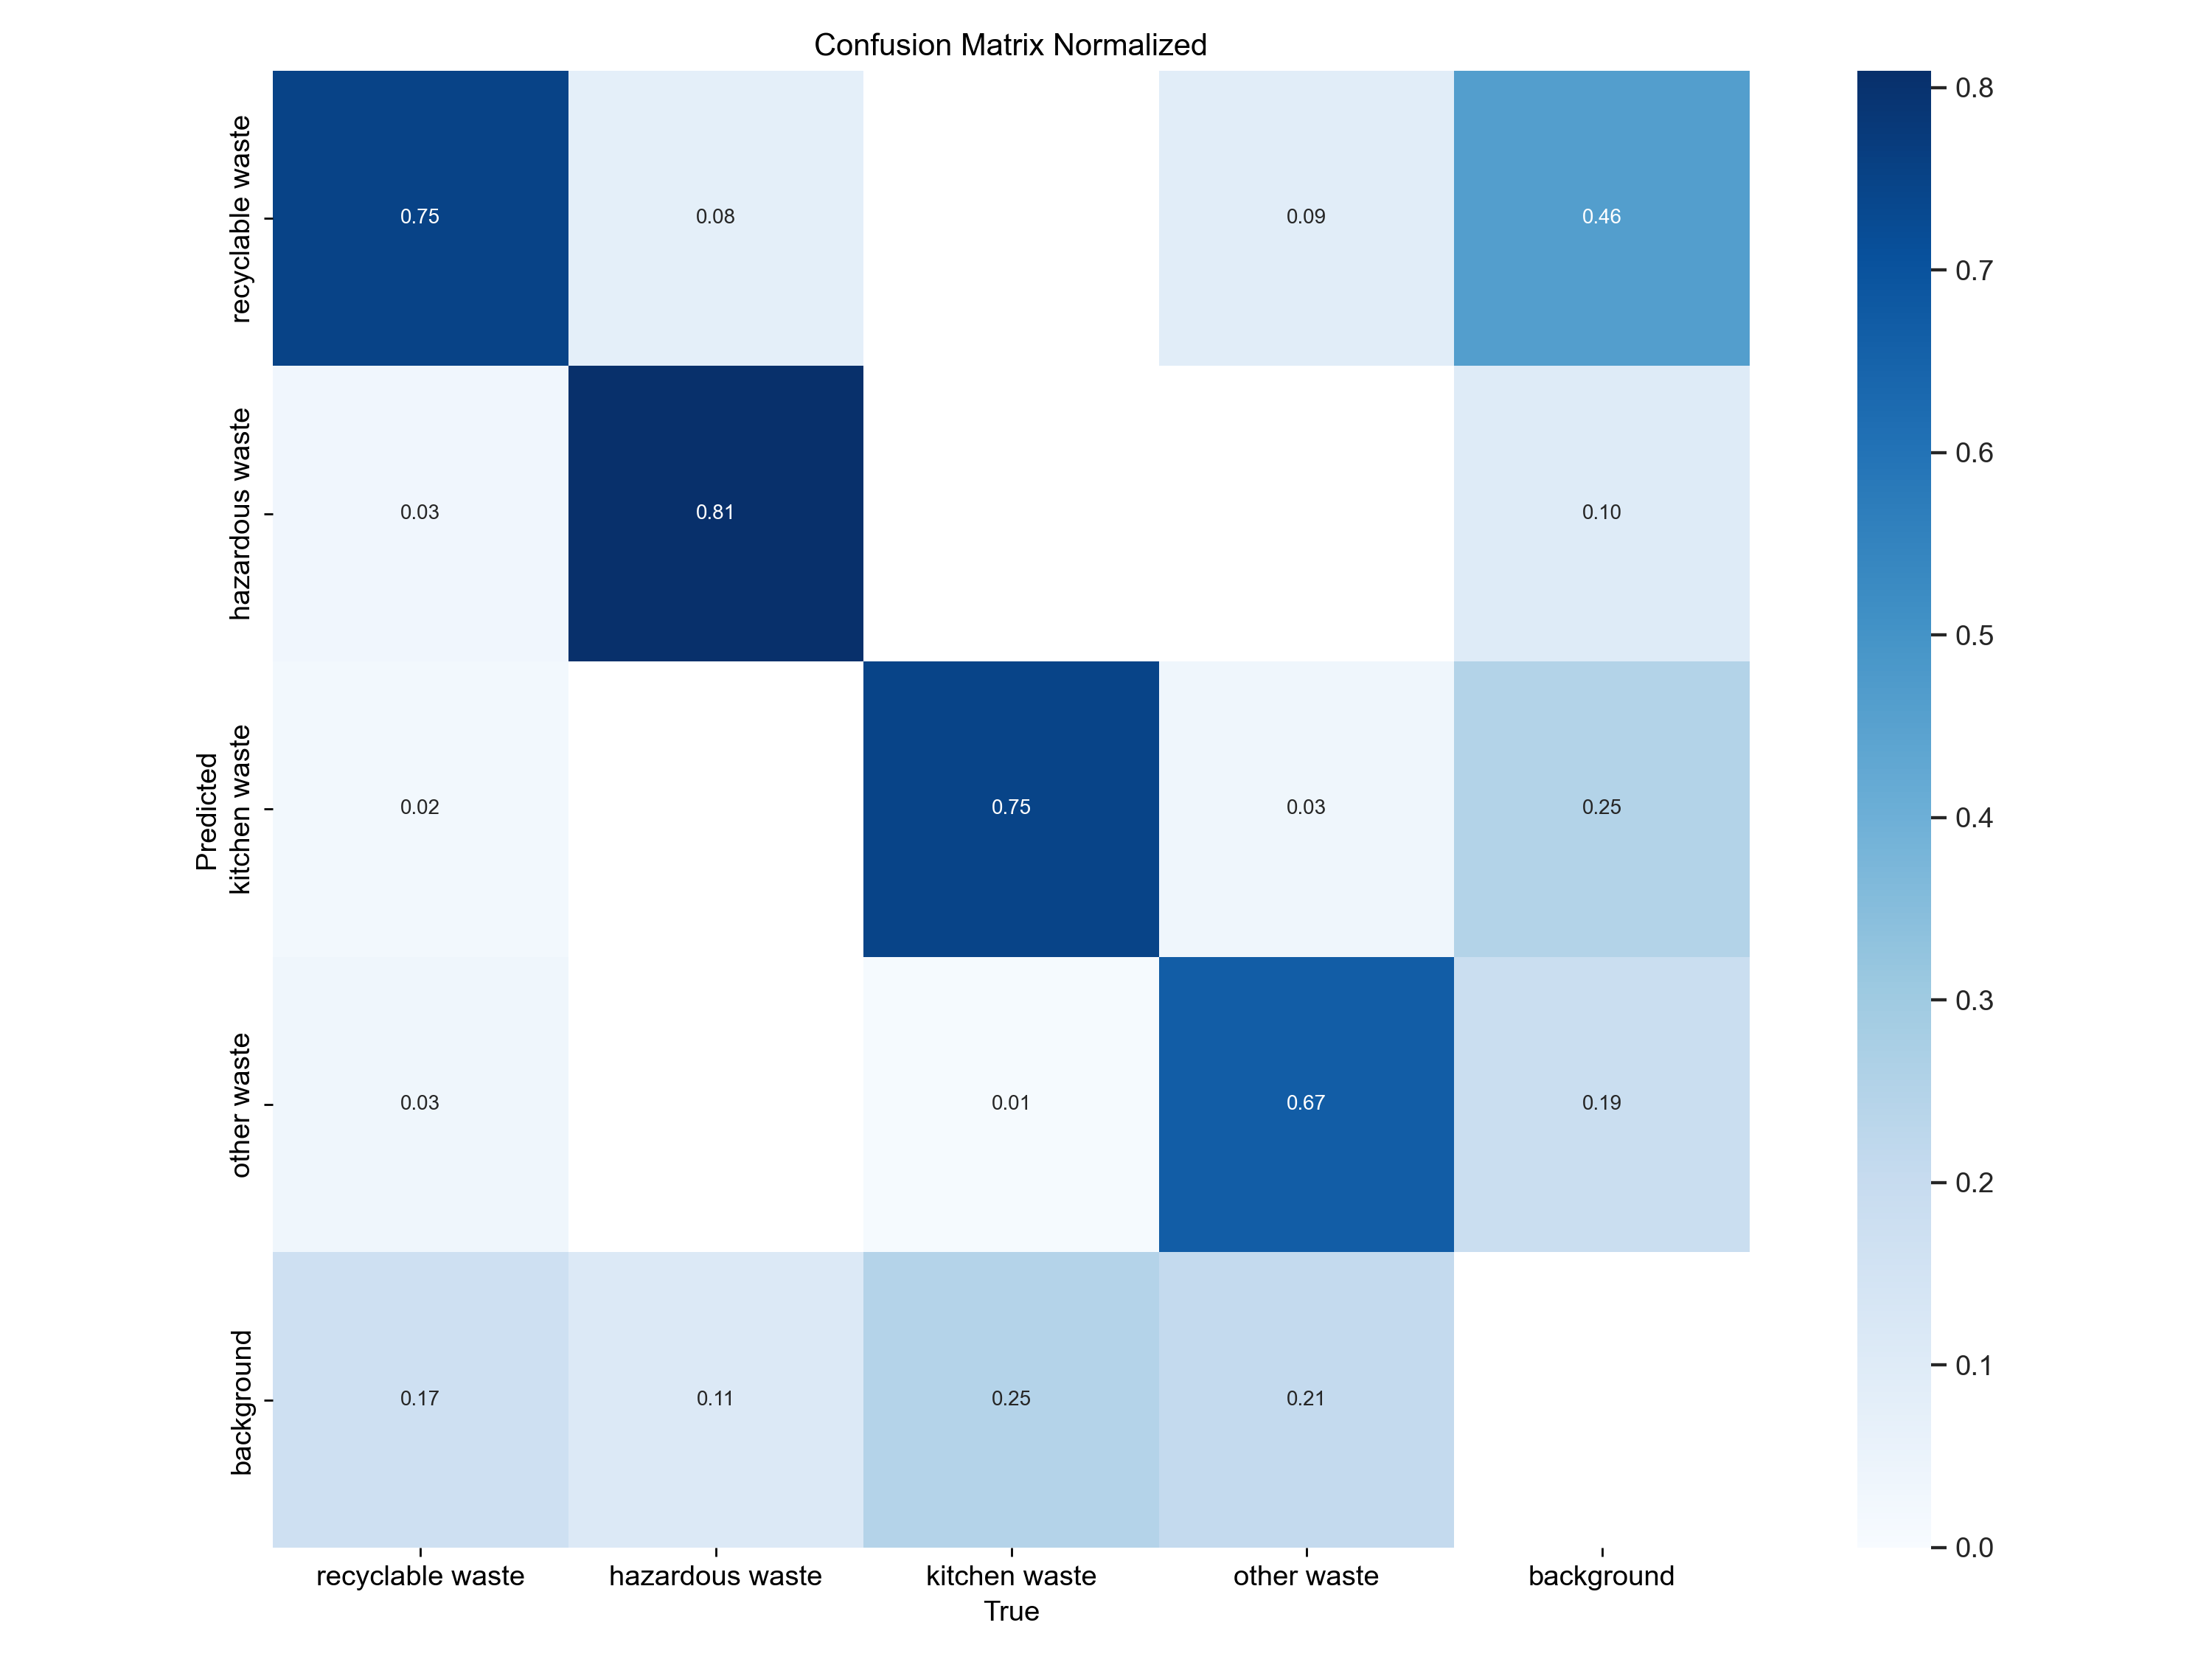 Confusion Matrix Normalized
recyclable waste
0.75
0.08
0.09
0.46
hazardous waste
0.03
0.81
0.10
Predicted
kitchen waste
0.02
0.75
0.03
0.25
other waste
0.03
0.01
0.67
0.19
background
0.17
0.11
0.25
0.21
recyclable waste
hazardous waste
kitchen waste
other waste
background
True
0.8
0.7
0.6
0.5
0.4
0.3
0.2
0.1
0.0